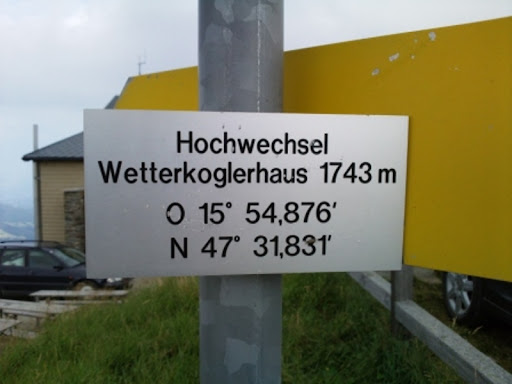 Hochwechsel
Wetterkoglerhaus 1743 m
O 15° 54,876'
N 47° 31,831'